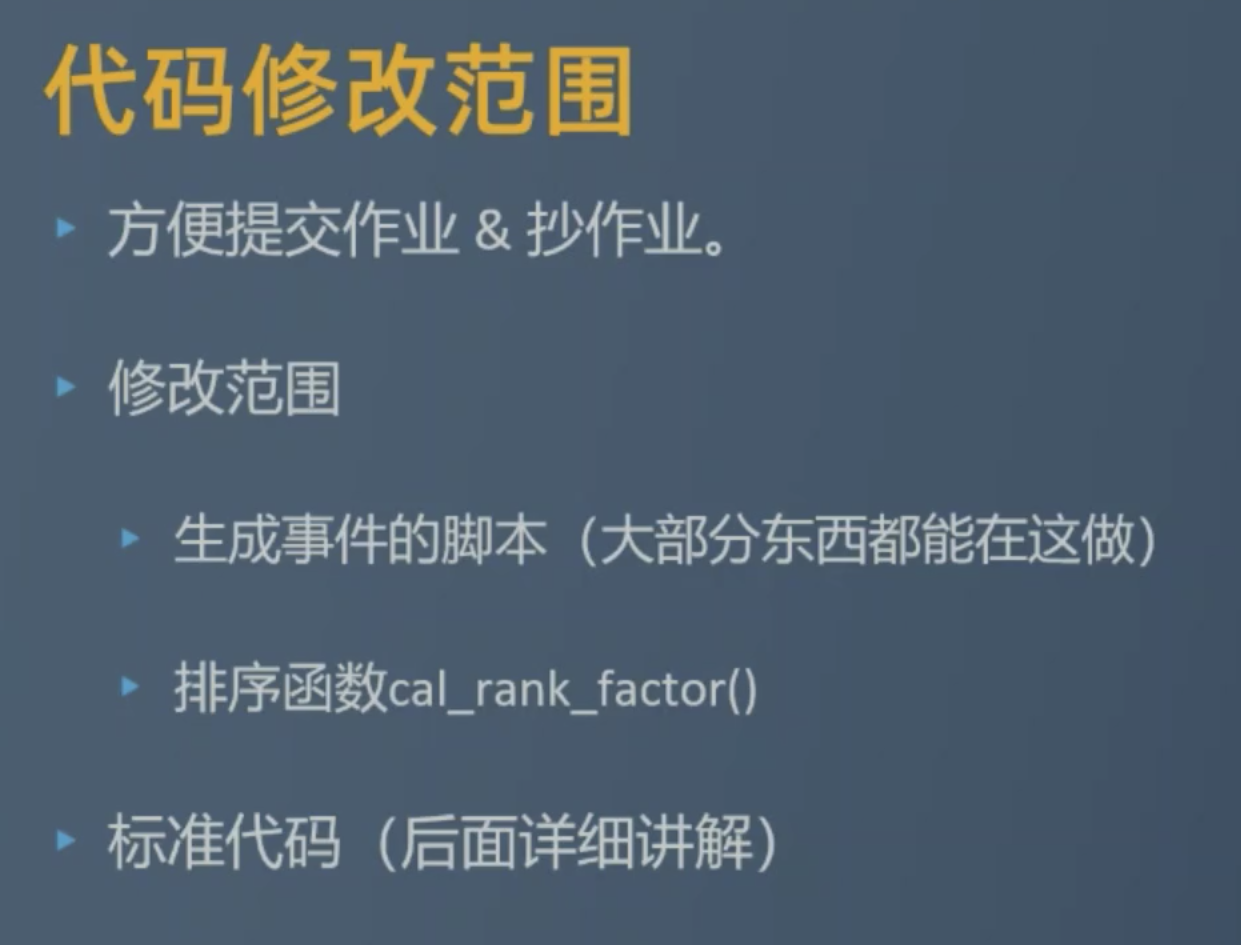 代码修改范围
方便提交作业 & 抄作业。
修改范围
生成事件的脚本（大部分东西都能在这做）
排序函数cal_rank_factor()
标准代码（后面详细讲解）